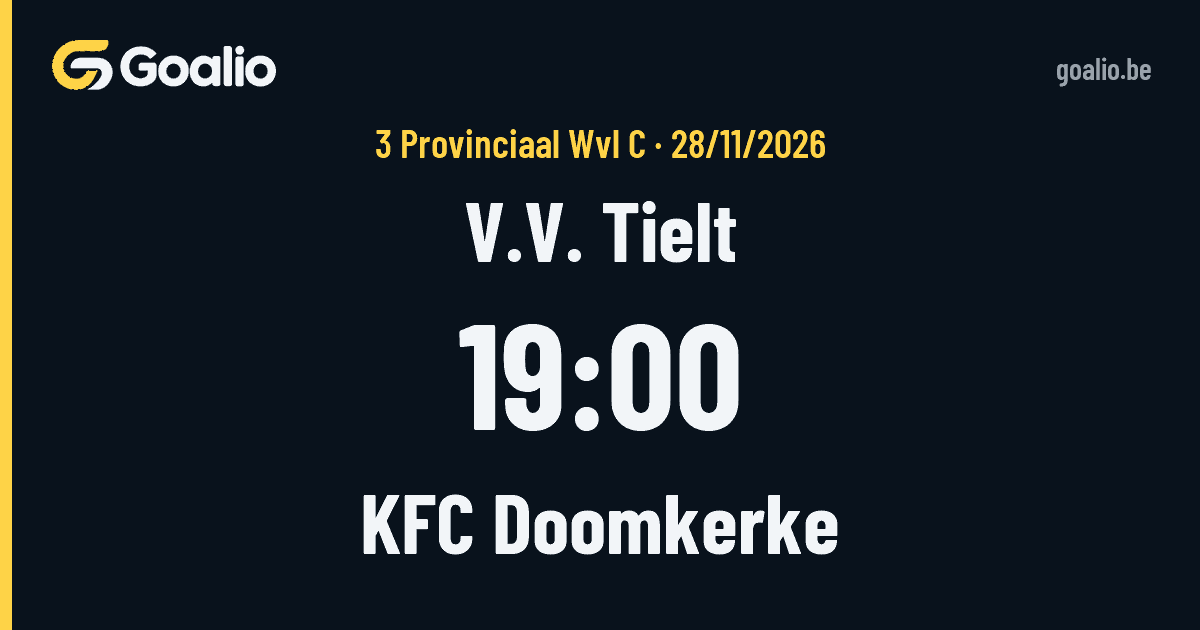 Goalio
goalio.be
3 Provinciaal Wvl C · 28/11/2026
V.V. Tielt
19:00
KFC Doomkerke